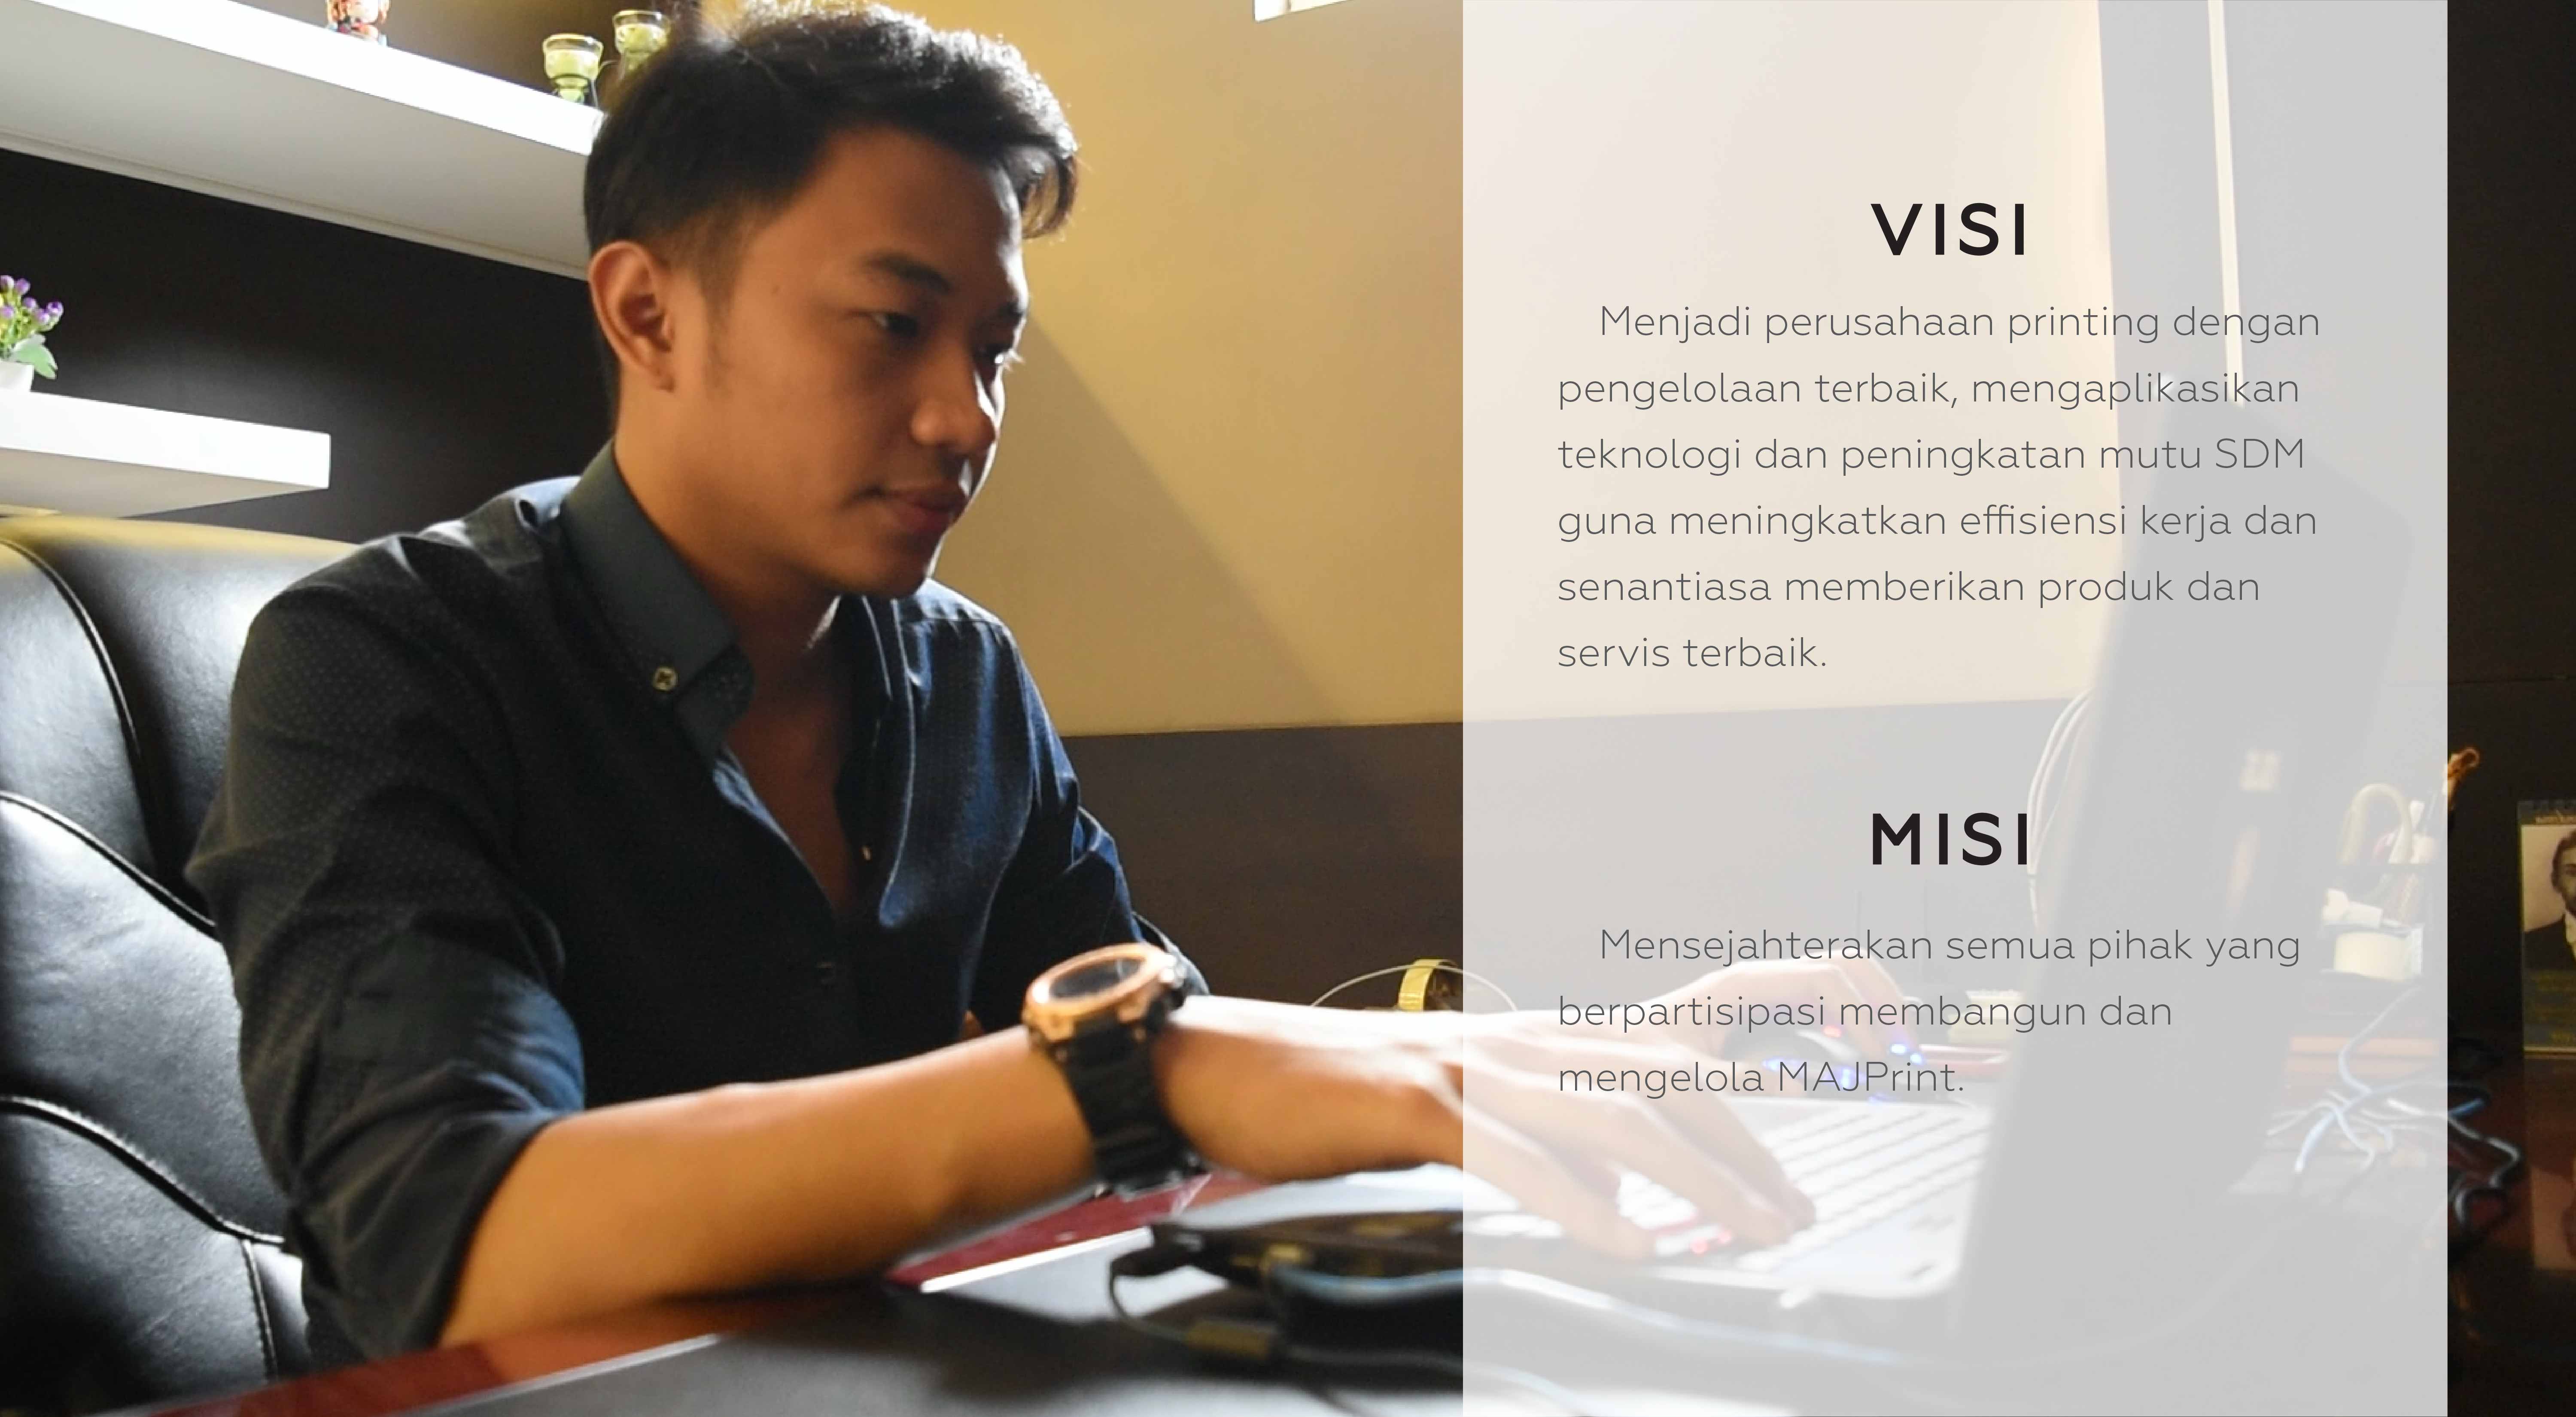 VISI
Menjadi perusahaan printing dengan
pengelolaan terbaik, mengaplikasikan
teknologi dan peningkatan mutu SDM
guna meningkatkan effisiensi kerja dan
senantiasa memberikan produk dan
servis terbaik.
MISI
Mensejahterakan semua pihak yang
berpartisipasi membangun dan
mengelola MAJPrint.